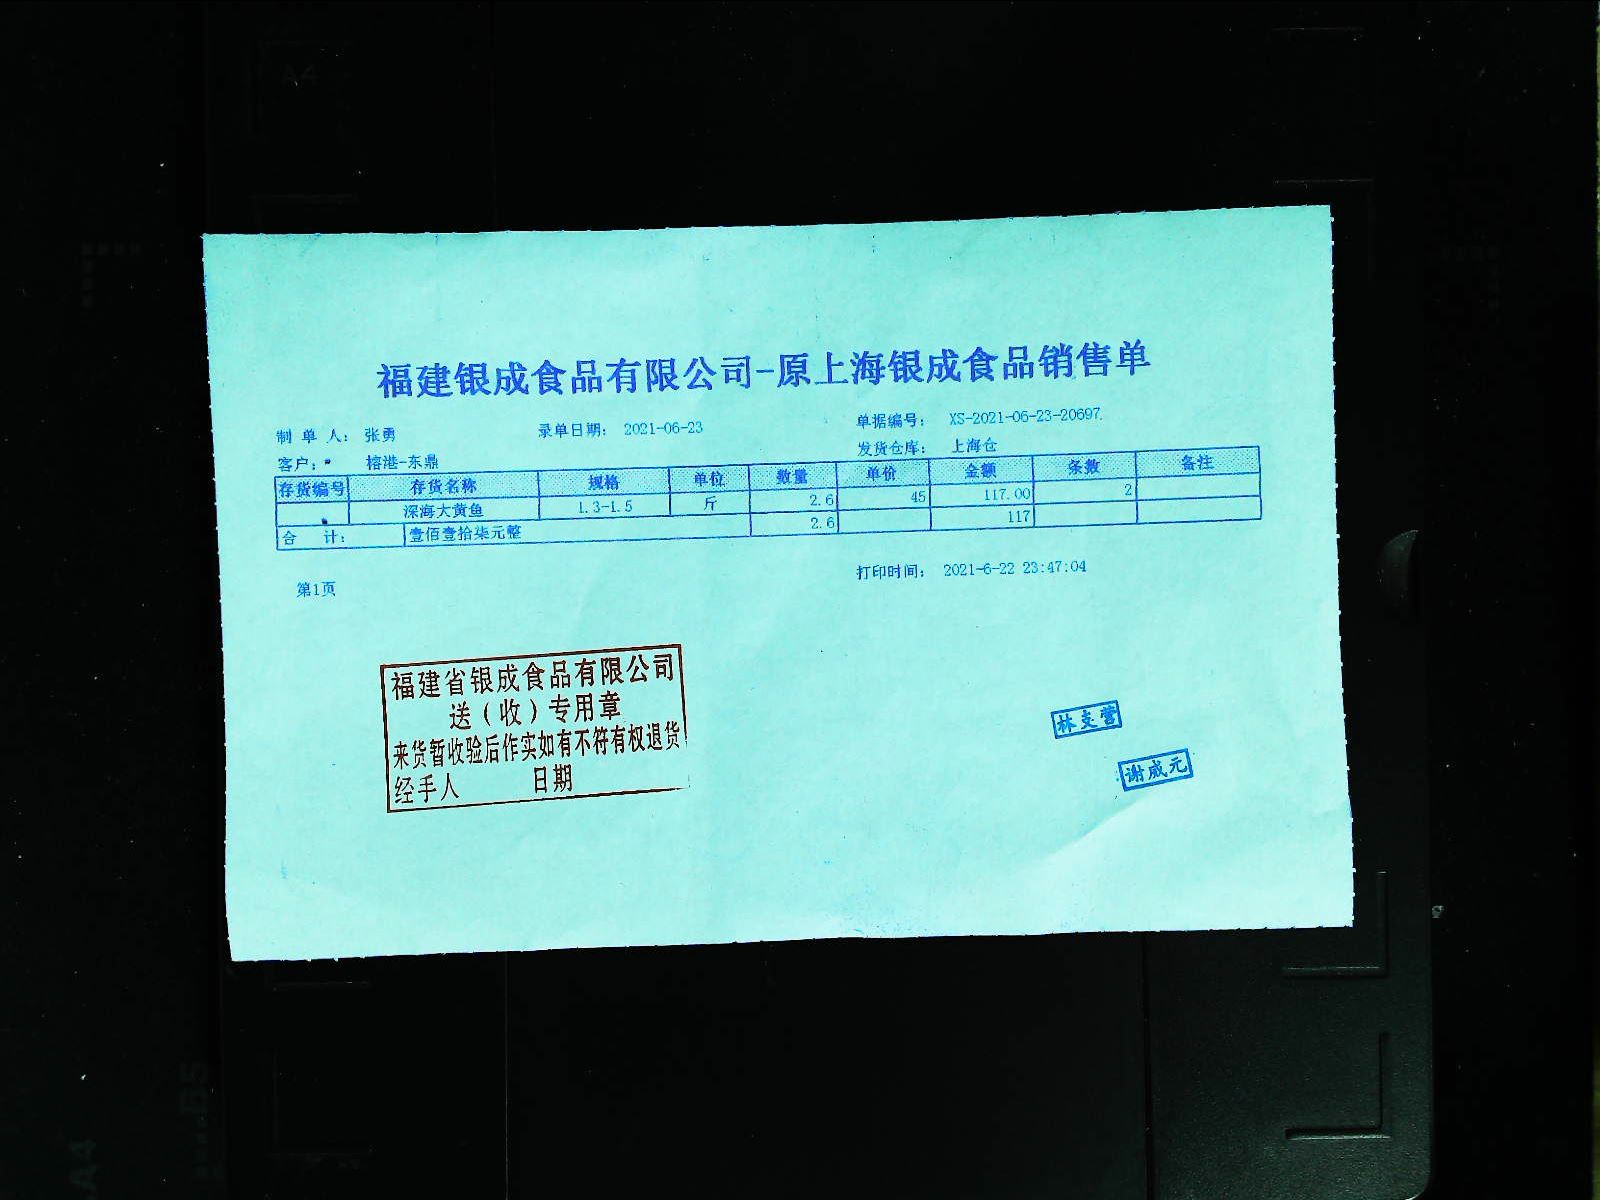 福建银成食品有限公司-原上海银成食品销售单
制 单 人： 张勇 录单日期： 2021-06-23 单据编号： XS-2021-06-23-20697
客户： 榕港-东鼎 发货仓库： 上海仓
存货编号 存货名称 规格 单位 数量 单价 金额 条数 备注
深海大黄鱼 1.3-1.5 斤 2.6 45 117.00 2
合 计： 壹佰壹拾柒元整 2.6 117
第1页 打印时间： 2021-6-22 23:47:04
福建省银成食品有限公司
送（收）专用章
来货暂收验后作实如有不符有权退货
经手人 日期
林支营
谢成元
A4
A4
B5